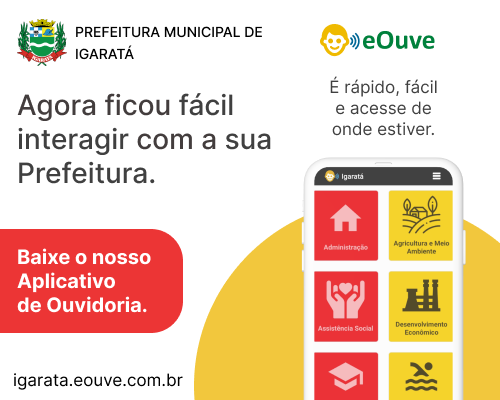 PREFEITURA MUNICIPAL DE
IGARATÁ
Agora ficou fácil
interagir com a sua
Prefeitura.
Baixe o nosso
Aplicativo
de Ouvidoria.
igarata.eouve.com.br
eOuve
É rápido, fácil
e acesse de
onde estiver.
Igaratá
Administração
Agricultura e Meio
Ambiente
Assistência Social
Desenvolvimento
Econômico